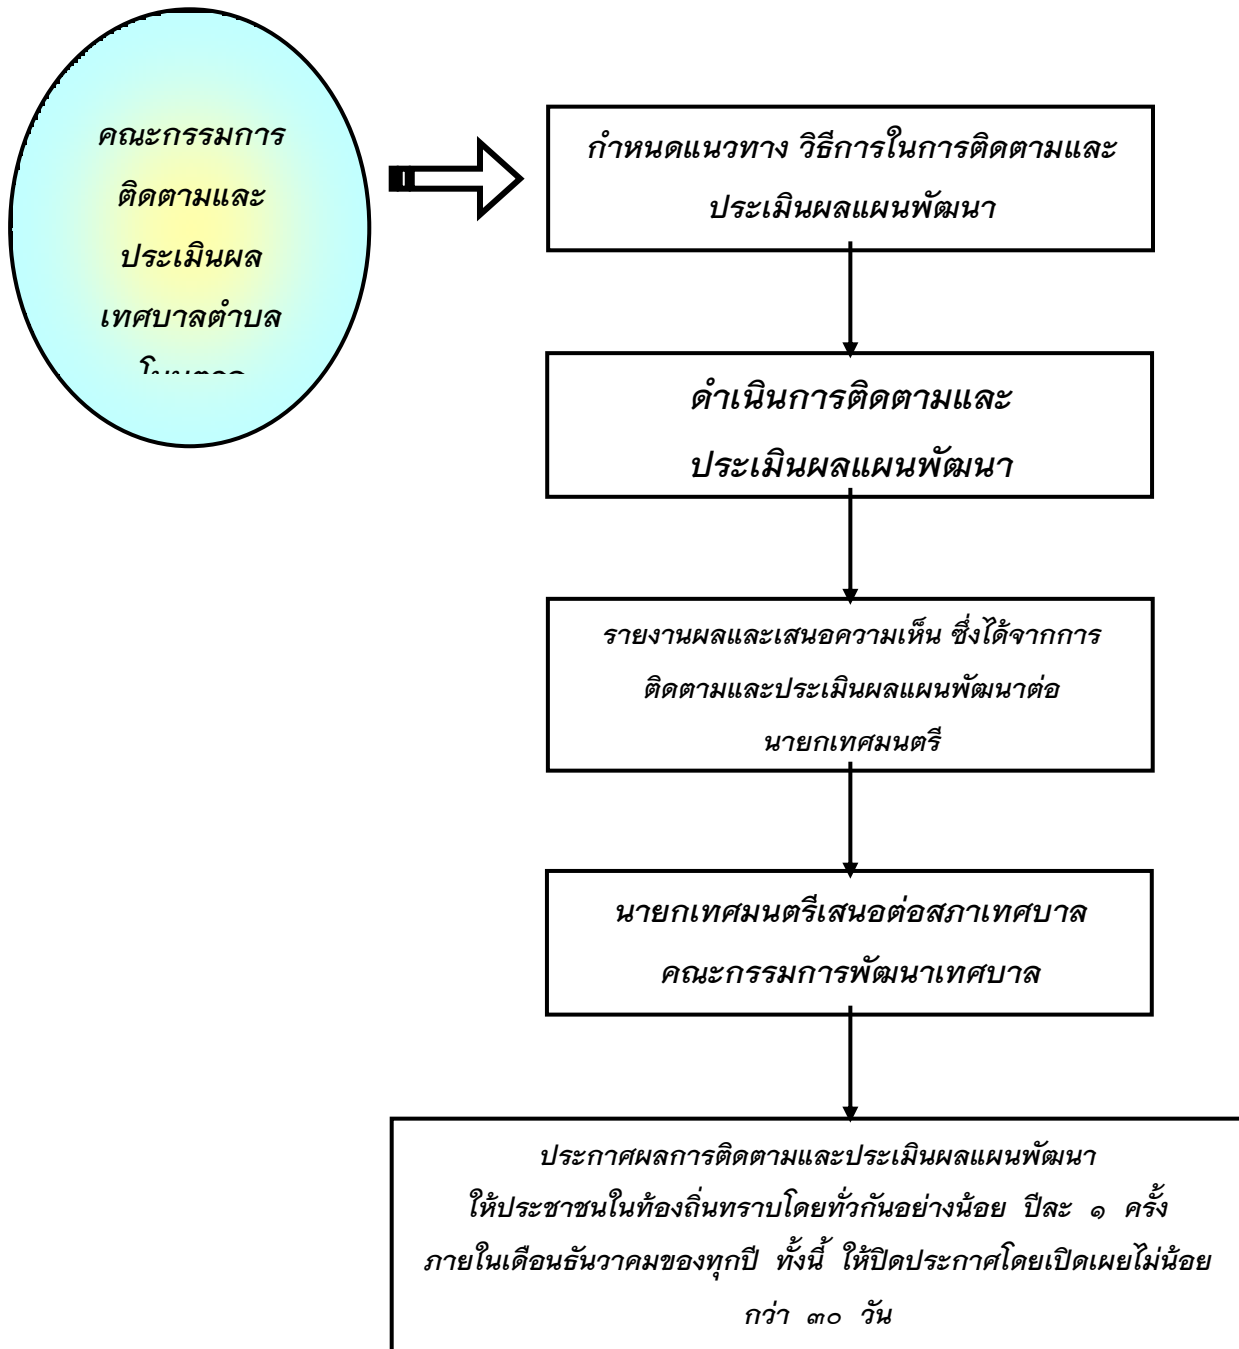 คณะกรรมการ
ติดตามและ
ประเมินผล
เทศบาลตำบล
กำหนดแนวทาง วิธีการในการติดตามและ
ประเมินผลแผนพัฒนา
ดำเนินการติดตามและ
ประเมินผลแผนพัฒนา
รายงานผลและเสนอความเห็น ซึ่งได้จากการ
ติดตามและประเมินผลแผนพัฒนาต่อ
นายกเทศมนตรี
นายกเทศมนตรีเสนอต่อสภาเทศบาล
คณะกรรมการพัฒนาเทศบาล
ประกาศผลการติดตามและประเมินผลแผนพัฒนา
ให้ประชาชนในท้องถิ่นทราบโดยทั่วกันอย่างน้อย ปีละ ๑ ครั้ง
ภายในเดือนธันวาคมของทุกปี ทั้งนี้ ให้ปิดประกาศโดยเปิดเผยไม่น้อย
กว่า ๓๐ วัน